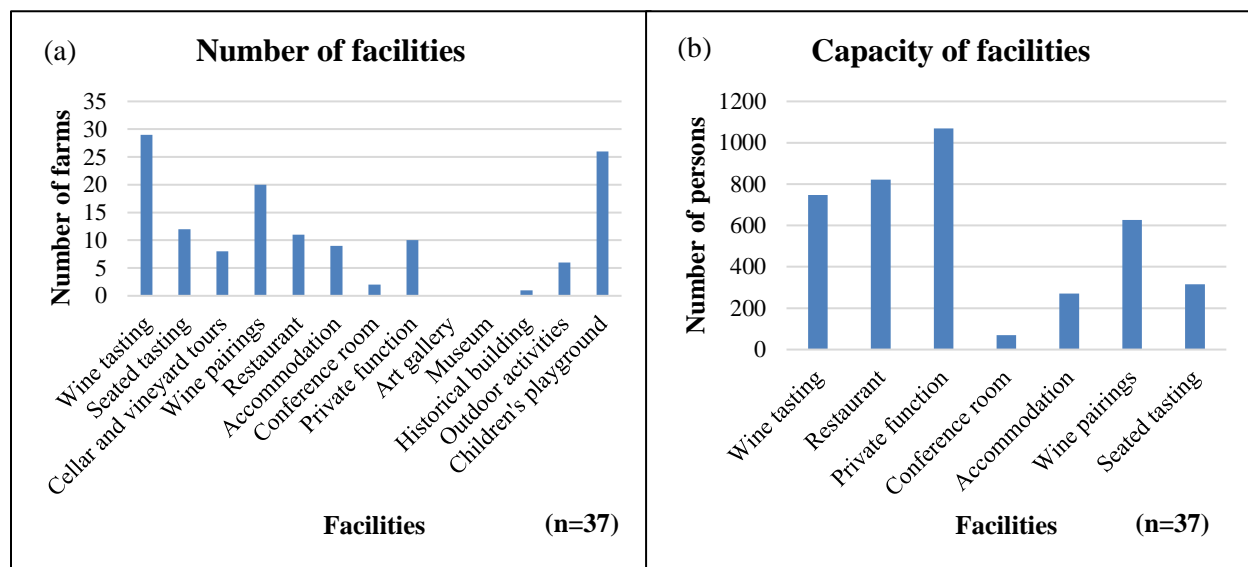 (a)
Number of facilities
Number of farms
35
30
25
20
15
10
5
0
Wine tasting
Seated tasting
Cellar and vineyard tours
Wine pairings
Restaurant
Accommodation
Conference room
Private function
Art gallery
Museum
Historical building
Outdoor activities
Children's playground
Facilities
(n=37)
(b)
Capacity of facilities
Number of persons
1200
1000
800
600
400
200
0
Wine tasting
Restaurant
Private function
Conference room
Accommodation
Wine pairings
Seated tasting
Facilities
(n=37)